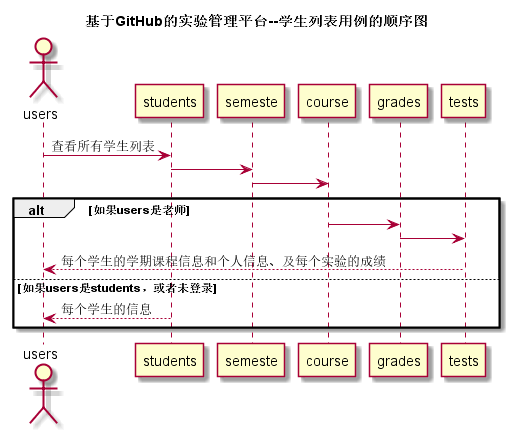 基于GitHub的实验管理平台--学生列表用例的顺序图
users
students
semeste
course
grades
tests
查看所有学生列表
alt
[如果users是老师]
每个学生的学期课程信息和个人信息、及每个实验的成绩
[如果users是students，或者未登录]
每个学生的信息
users
students
semeste
course
grades
tests